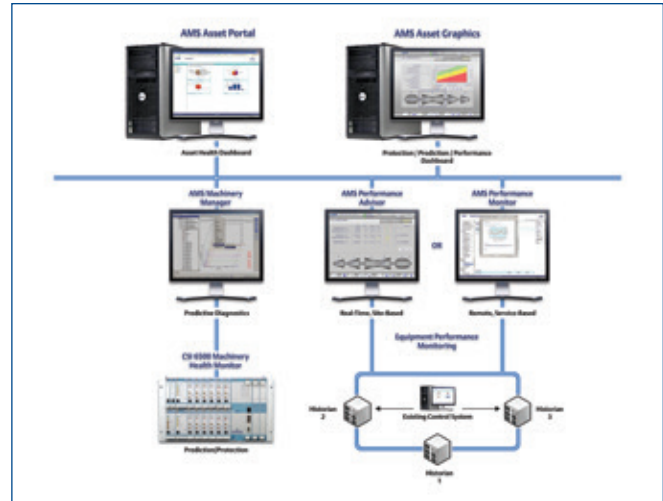 AMS Asset Portal
AMS Asset Graphics
Asset Health Dashboard
Protection / Prediction / Performance
Dashboard
AMS Machinery
Manager
AMS Performance
Advisor
AMS Performance
Monitor
OR
Predictive Diagnostics
Real-Time, Site-Based
Remote, Service-Based
CSI 6500 Machinery
Health Monitor
Equipment Performance
Monitoring
Historian
2
Existing Control System
Historian
3
Prediction/Protection
Historian
1